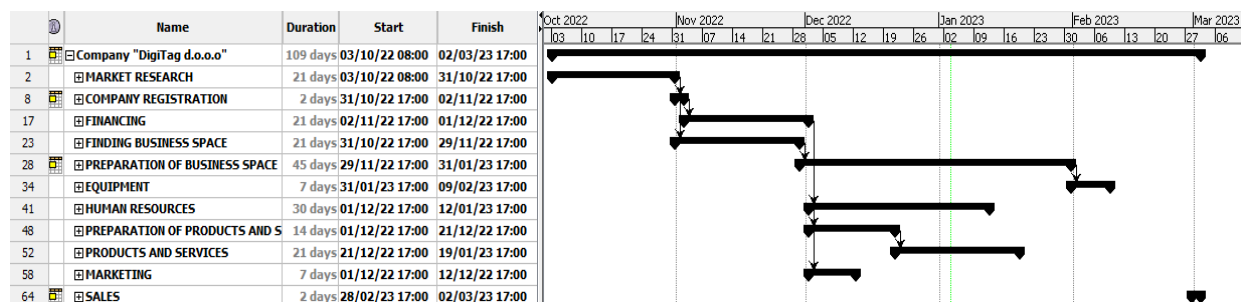 Name Duration Start Finish
Oct 2022 Nov 2022 Dec 2022 Jan 2023 Feb 2023 Mar 2023
03 10 17 24 31 07 14 21 28 05 12 19 26 02 09 16 23 30 06 13 20 27 06
1 Company "DigiTag d.o.o.o" 109 days 03/10/22 08:00 02/03/23 17:00
2 MARKET RESEARCH 21 days 03/10/22 08:00 31/10/22 17:00
8 COMPANY REGISTRATION 2 days 31/10/22 17:00 02/11/22 17:00
17 FINANCING 21 days 02/11/22 17:00 01/12/22 17:00
23 FINDING BUSINESS SPACE 21 days 31/10/22 17:00 29/11/22 17:00
28 PREPARATION OF BUSINESS SPACE 45 days 29/11/22 17:00 31/01/23 17:00
34 EQUIPMENT 7 days 31/01/23 17:00 09/02/23 17:00
41 HUMAN RESOURCES 30 days 01/12/22 17:00 12/01/23 17:00
48 PREPARATION OF PRODUCTS AND S 14 days 01/12/22 17:00 21/12/22 17:00
52 PRODUCTS AND SERVICES 21 days 21/12/22 17:00 19/01/23 17:00
58 MARKETING 7 days 01/12/22 17:00 12/12/22 17:00
64 SALES 2 days 28/02/23 17:00 02/03/23 17:00